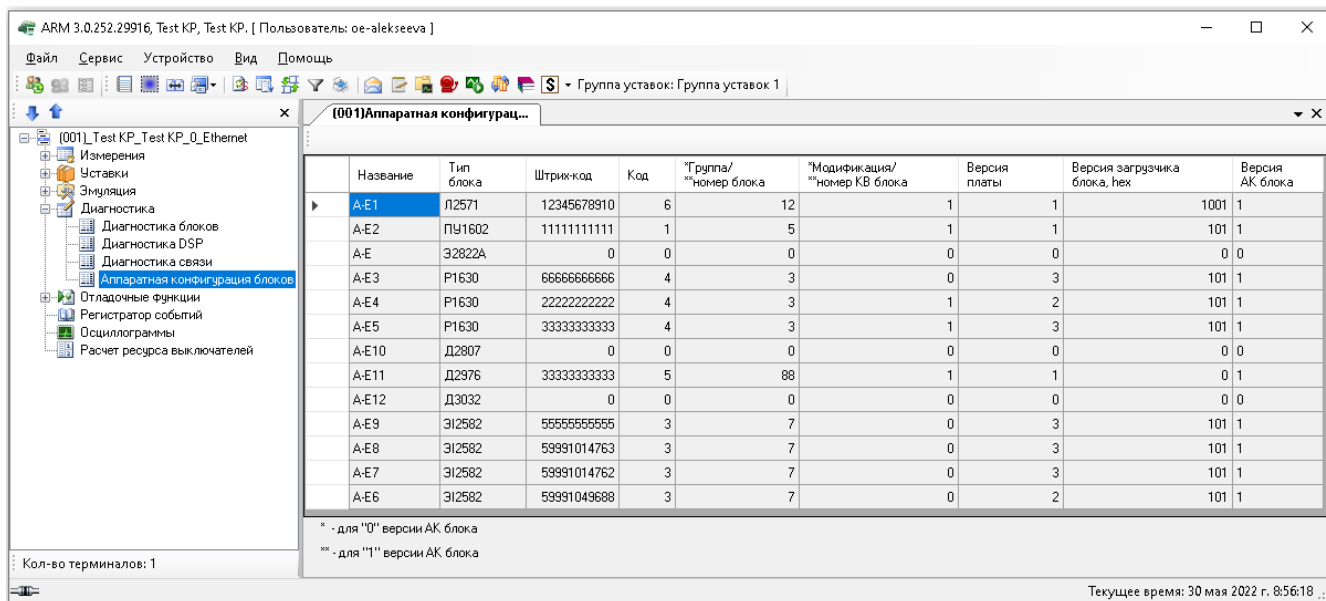 ARM 3.0.252.29916, Test KP, Test KP. [ Пользователь: oe-alekseeva ]
Файл Сервис Устройство Вид Помощь
S Группа уставок: Группа уставок 1
(001)Аппаратная конфигурац...
(001)_Test KP_Test KP_0_Ethernet
Измерения
Уставки
Эмуляция
Диагностика
Диагностика блоков
Диагностика DSP
Диагностика связи
Аппаратная конфигурация блоков
Отладочные функции
Регистратор событий
Осциллограммы
Расчет ресурса выключателей
Кол-во терминалов: 1
Название Тип блока Штрих-код Код *Группа/ **номер блока *Модификация/ **номер КВ блока Версия платы Версия загрузчика блока, hex Версия АК блока
A-E1 Л2571 12345678910 6 12 1 1 1001 1
A-E2 ПЧ1602 11111111111 1 5 1 1 101 1
A-E Э2822А 0 0 0 0 0 0 0
A-E3 Р1630 66666666666 4 3 0 3 101 1
A-E4 Р1630 22222222222 4 3 1 2 101 1
A-E5 Р1630 33333333333 4 3 1 3 101 1
A-E10 Д2807 0 0 0 0 0 0 0
A-E11 Д2976 33333333333 5 88 1 1 0 1
A-E12 Д3032 0 0 0 0 0 0 0
A-E9 ЭI2582 55555555555 3 7 0 3 101 1
A-E8 ЭI2582 59991014763 3 7 0 3 101 1
A-E7 ЭI2582 59991014762 3 7 0 3 101 1
A-E6 ЭI2582 59991049688 3 7 0 2 101 1
* - для "0" версии АК блока
** - для "1" версии АК блока
Текущее время: 30 мая 2022 г. 8:56:18